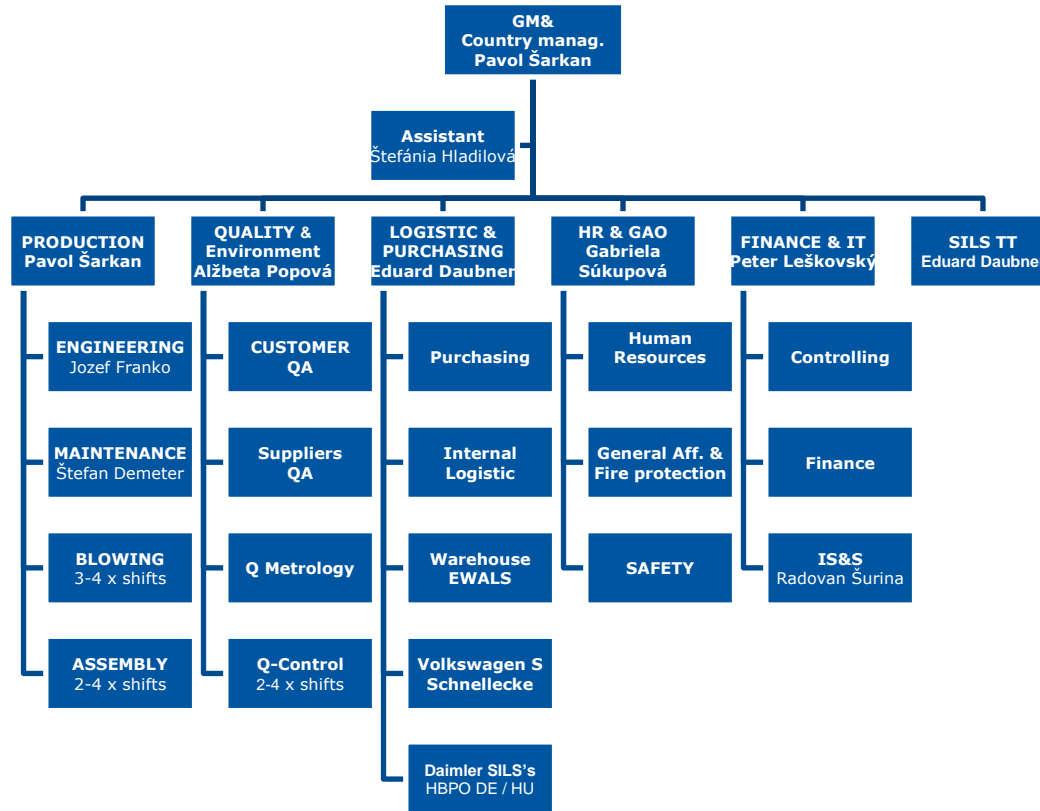 GM&
Country manag.
Pavol Šarkan
Assistant
Štefánia Hladilová
PRODUCTION
Pavol Šarkan
QUALITY &
Environment
Alžbeta Popová
LOGISTIC &
PURCHASING
Eduard Daubner
HR & GAO
Gabriela
Súkupová
FINANCE & IT
Peter Leškovský
SILS TT
Eduard Daubner
ENGINEERING
Jozef Franko
CUSTOMER
QA
Purchasing
Human
Resources
Controlling
MAINTENANCE
Štefan Demeter
Suppliers
QA
Internal
Logistic
General Aff. &
Fire protection
Finance
BLOWING
3-4 x shifts
Q Metrology
Warehouse
EWALS
SAFETY
IS&S
Radovan Šurina
ASSEMBLY
2-4 x shifts
Q-Control
2-4 x shifts
Volkswagen S
Schnellecke
Daimler SILS's
HBPO DE / HU